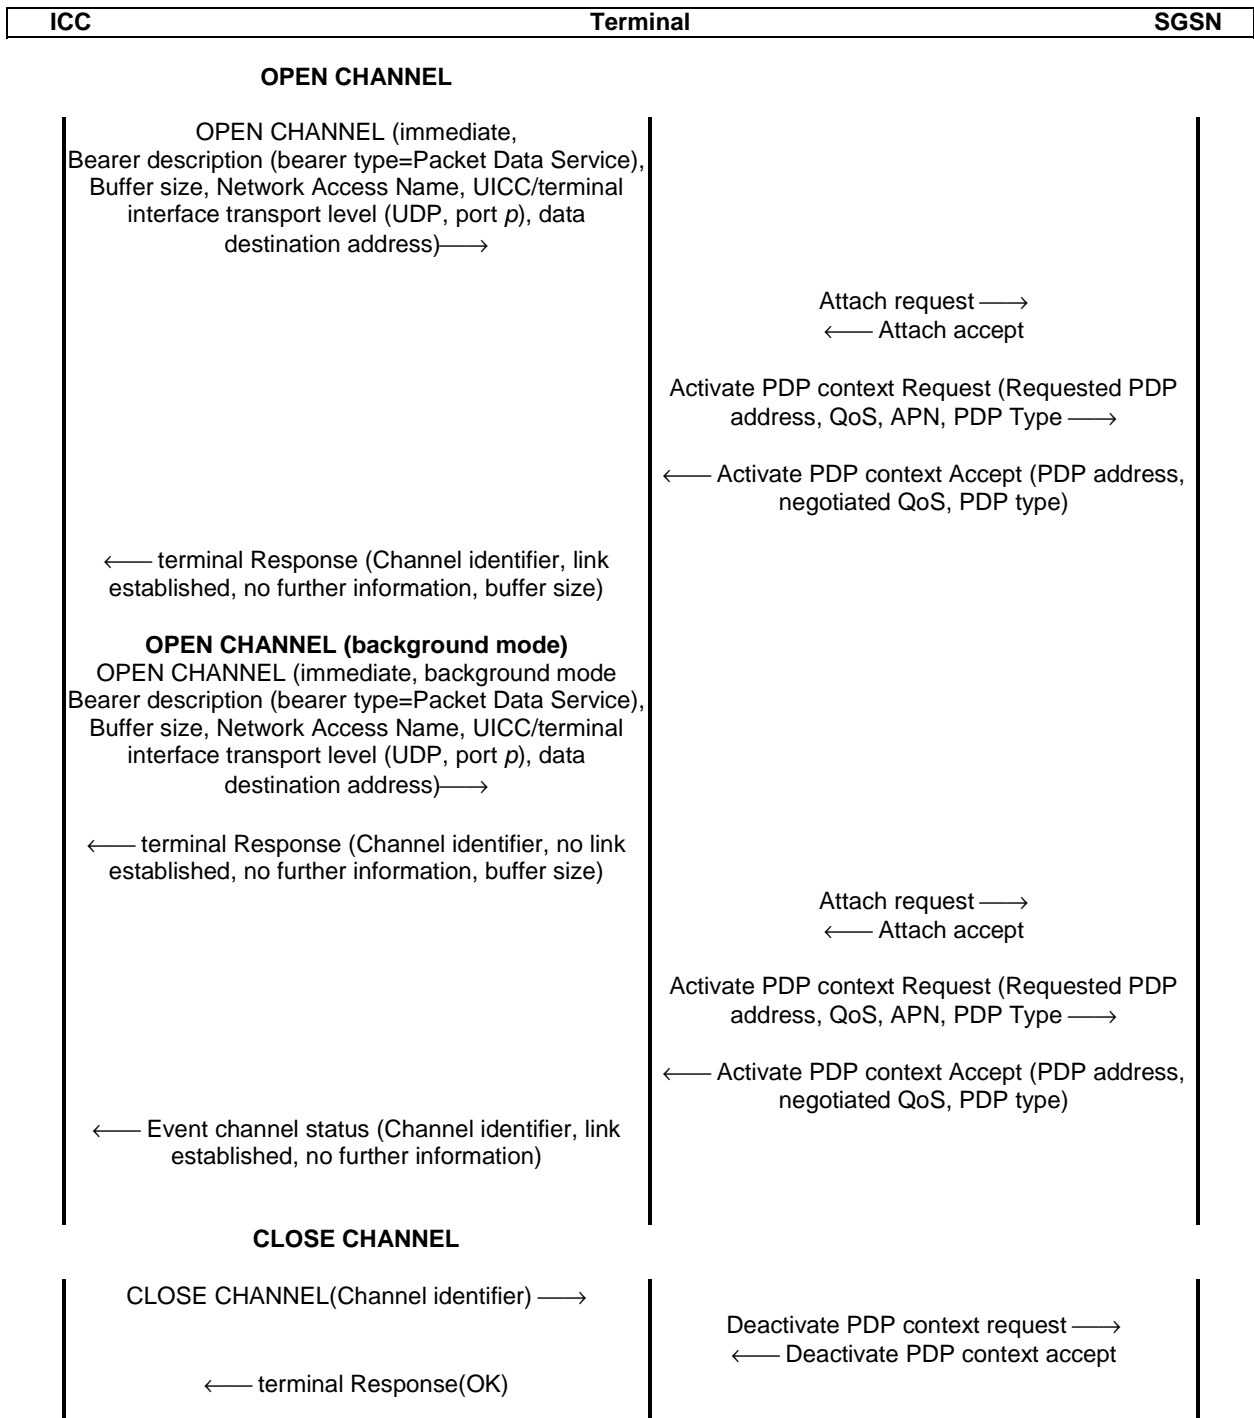 ICC Terminal SGSN
OPEN CHANNEL
OPEN CHANNEL (immediate,
Bearer description (bearer type=Packet Data Service),
Buffer size, Network Access Name, UICC/terminal
interface transport level (UDP, port p), data
destination address)⟶
Attach request ⟶
⟵ Attach accept
Activate PDP context Request (Requested PDP
address, QoS, APN, PDP Type ⟶
⟵ Activate PDP context Accept (PDP address,
negotiated QoS, PDP type)
⟵ terminal Response (Channel identifier, link
established, no further information, buffer size)
OPEN CHANNEL (background mode)
OPEN CHANNEL (immediate, background mode
Bearer description (bearer type=Packet Data Service),
Buffer size, Network Access Name, UICC/terminal
interface transport level (UDP, port p), data
destination address)⟶
⟵ terminal Response (Channel identifier, no link
established, no further information, buffer size)
Attach request ⟶
⟵ Attach accept
Activate PDP context Request (Requested PDP
address, QoS, APN, PDP Type ⟶
⟵ Activate PDP context Accept (PDP address,
negotiated QoS, PDP type)
⟵ Event channel status (Channel identifier, link
established, no further information)
CLOSE CHANNEL
CLOSE CHANNEL(Channel identifier) ⟶
Deactivate PDP context request ⟶
⟵ Deactivate PDP context accept
⟵ terminal Response(OK)